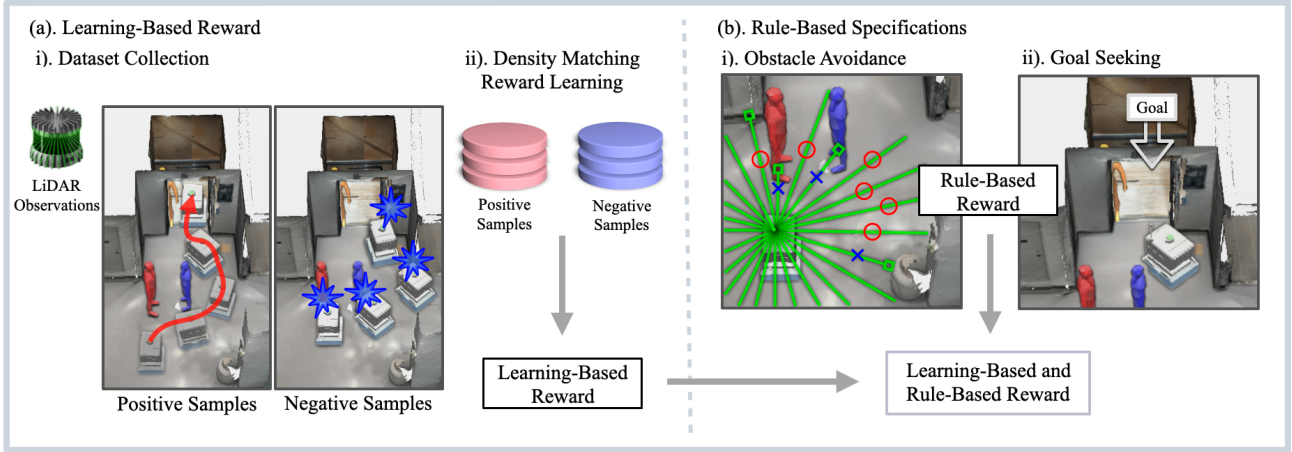 (a). Learning-Based Reward
i). Dataset Collection
LiDAR
Observations
Positive Samples
Negative Samples
ii). Density Matching
Reward Learning
Positive
Samples
Negative
Samples
Learning-Based
Reward
(b). Rule-Based Specifications
i). Obstacle Avoidance
Rule-Based
Reward
ii). Goal Seeking
Goal
Learning-Based and
Rule-Based Reward